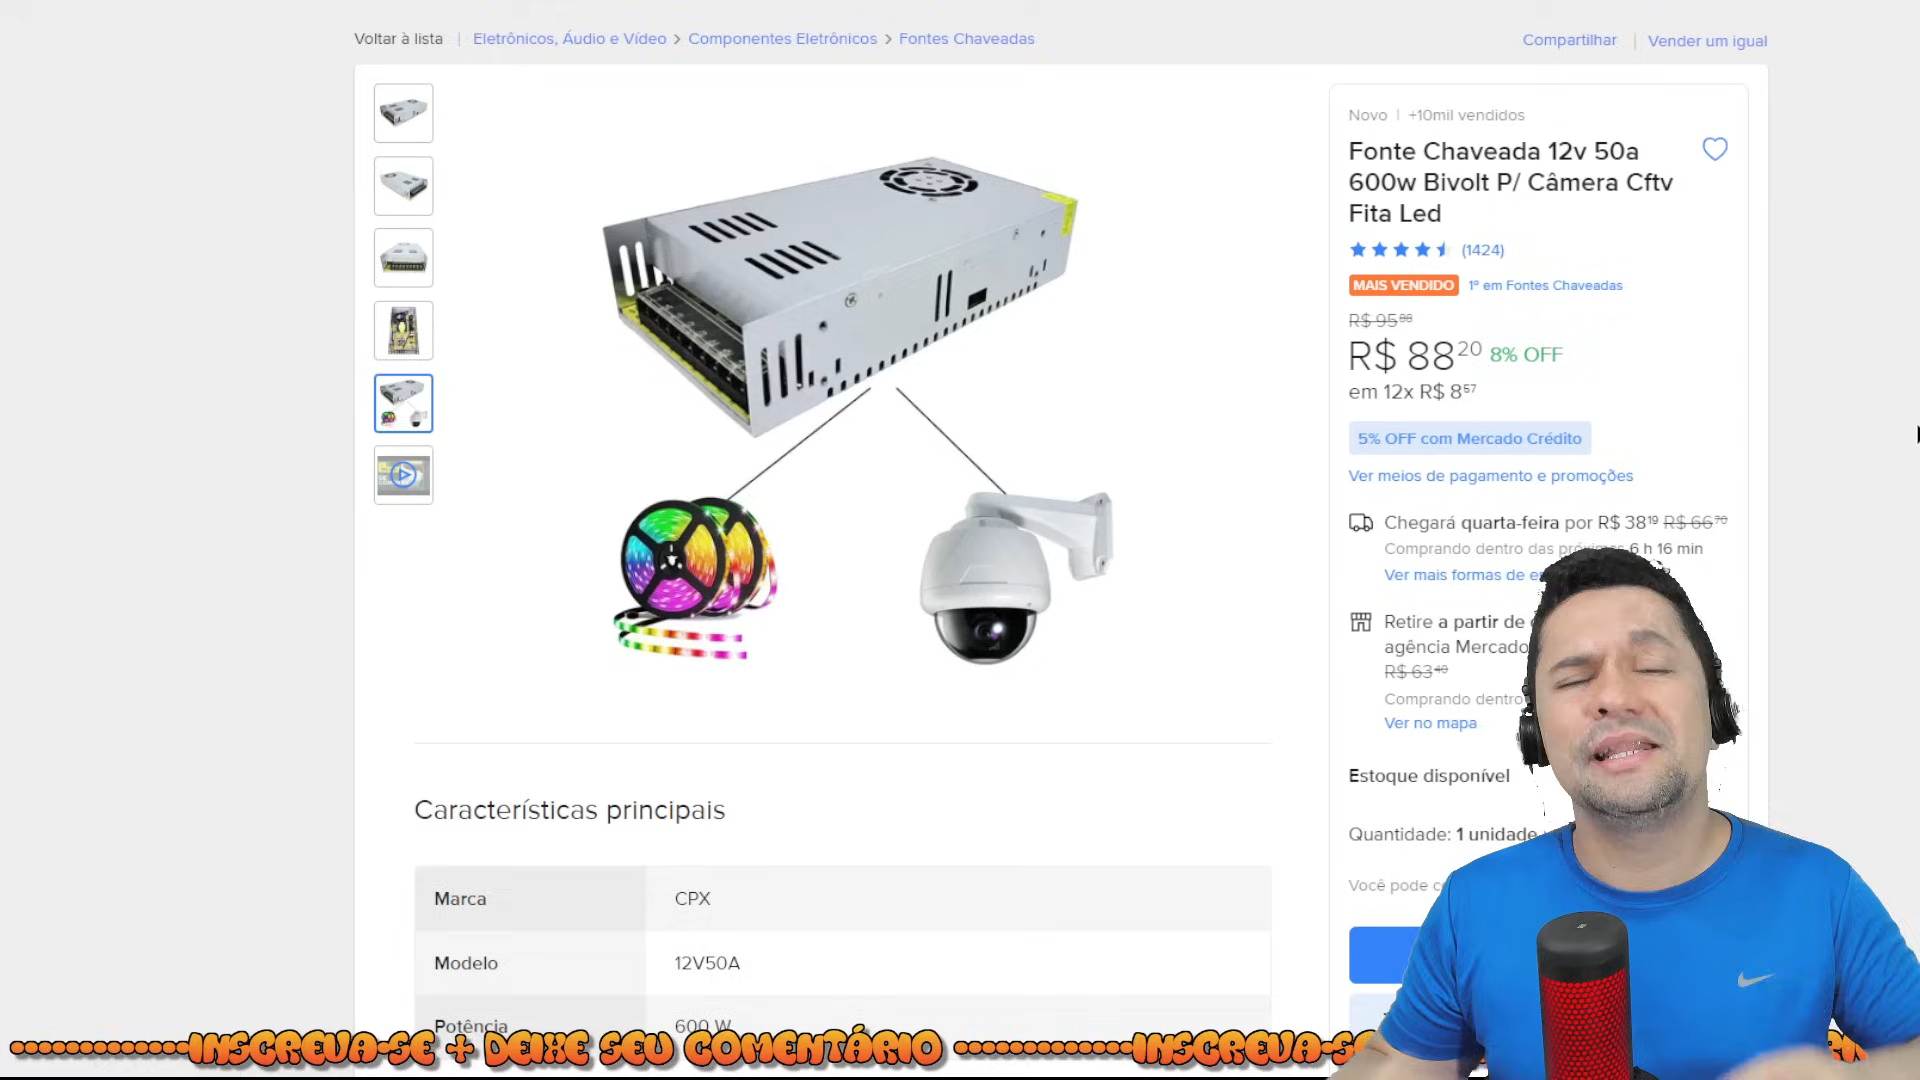 Voltar à lista | Eletrônicos, Áudio e Vídeo > Componentes Eletrônicos > Fontes Chaveadas
Compartilhar | Vender um igual
Novo | +10mil vendidos
Fonte Chaveada 12v 50a
600w Bivolt P/ Câmera Cftv
Fita Led
(1424)
MAIS VENDIDO 1º em Fontes Chaveadas
R$ 95
R$ 88 20 8% OFF
em 12x R$ 8 57
5% OFF com Mercado Crédito
Ver meios de pagamento e promoções
Chegará quarta-feira por R$ 38 19 R$ 66 70
Comprando dentro das 6 h 16 min
Ver mais formas de
Retire a partir de
agência Mercado
R$ 63 40
Comprando dentro
Ver no mapa
Estoque disponível
Quantidade: 1 unidade
Você pode
Características principais
Marca CPX
Modelo 12V50A
Potência 600 W
INSCREVA-SE + DEIXE SEU COMENTÁRIO INSCREVA-S